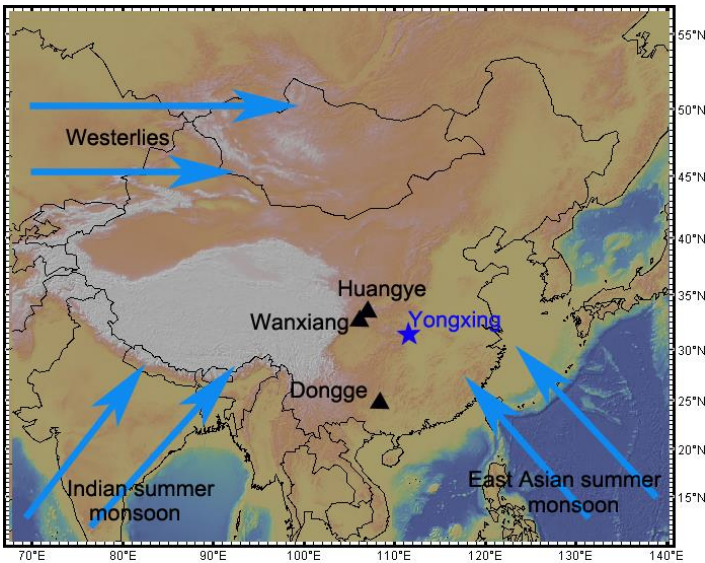 55°N
50°N
Westerlies
45°N
40°N
Huangye
35°N
Wanxiang
Yongxing
30°N
Dongge
25°N
20°N
Indian summer
monsoon
East Asian summer
monsoon
15°N
70°E 80°E 90°E 100°E 110°E 120°E 130°E 140°E